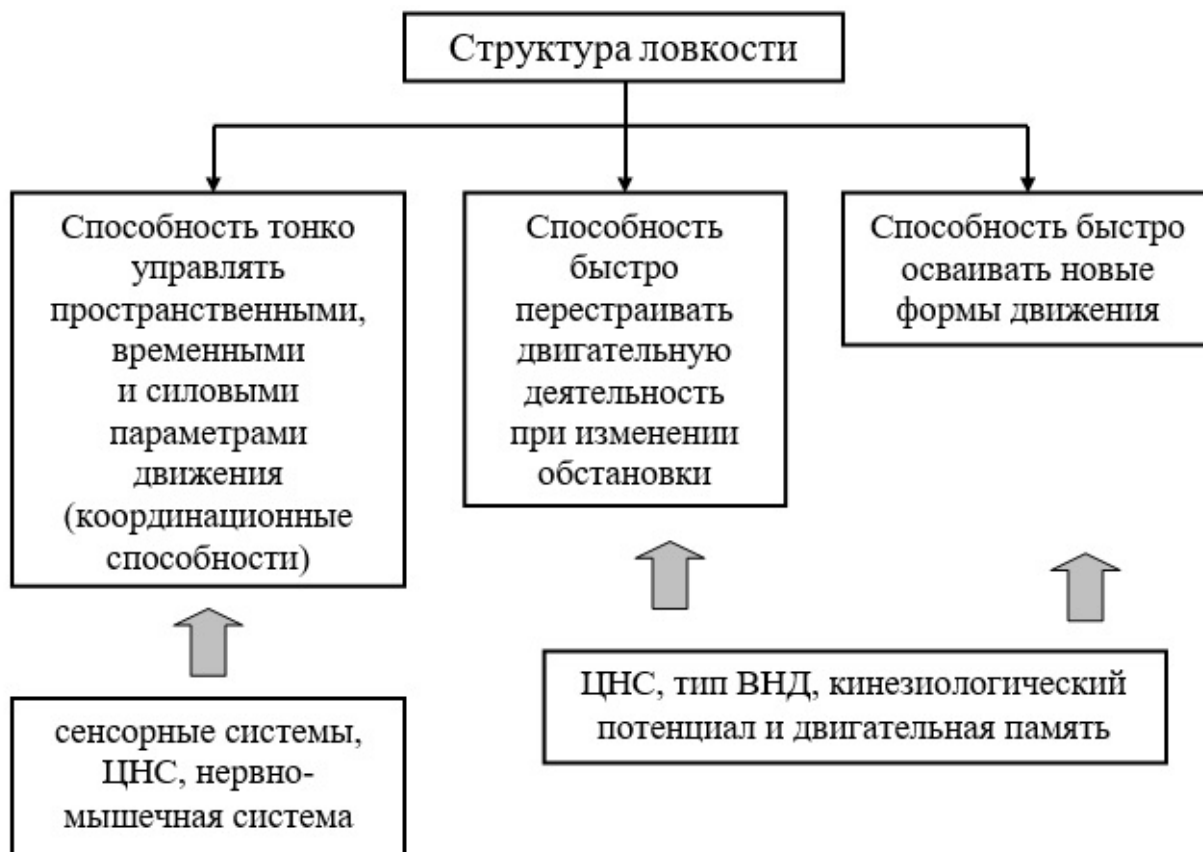 Структура ловкости
Способность тонко
управлять
пространственными,
временными
и силовыми
параметрами
движения
(координационные
способности)
Способность
быстро
перестраивать
двигательную
деятельность
при изменении
обстановки
Способность быстро
осваивать новые
формы движения
сенсорные системы,
ЦНС, нервно-
мышечная система
ЦНС, тип ВНД, кинезиологический
потенциал и двигательная память